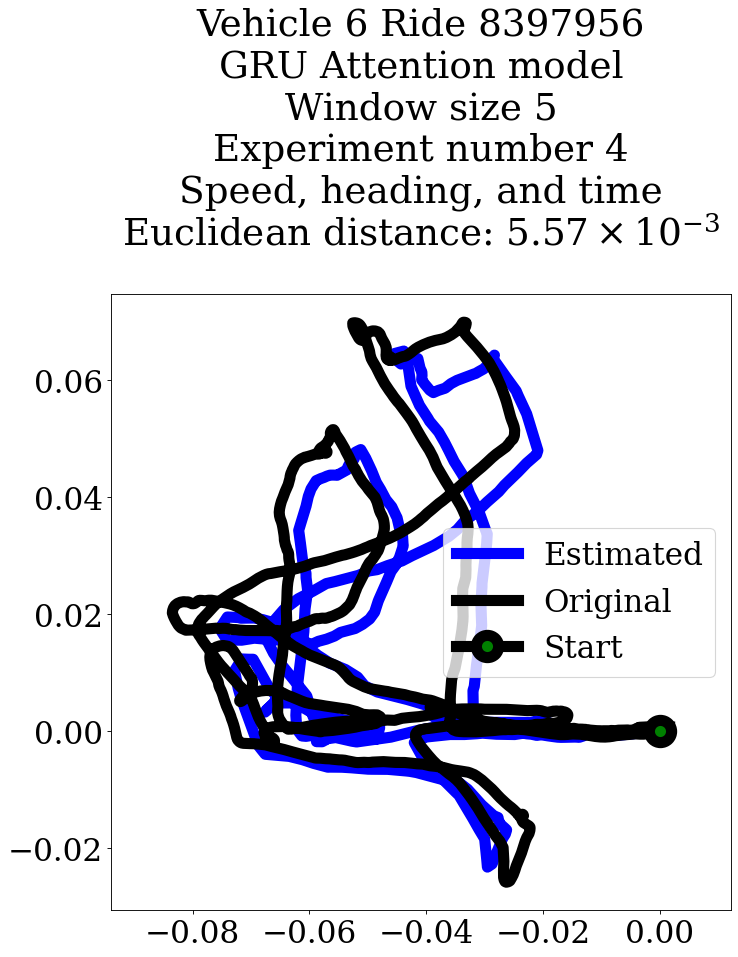 Vehicle 6 Ride 8397956
GRU Attention model
Window size 5
Experiment number 4
Speed, heading, and time
Euclidean distance: 5.57 × 10⁻³
0.06
0.04
0.02
0.00
−0.02
Estimated
Original
Start
−0.08 −0.06 −0.04 −0.02 0.00